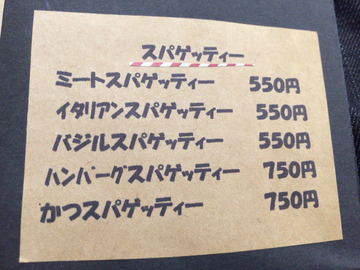 スパゲッティー
ミートスパゲッティー 550円
イタリアンスパゲッティー 550円
バジルスパゲッティー 550円
ハンバーグスパゲッティー 750円
かつスパゲッティー 750円